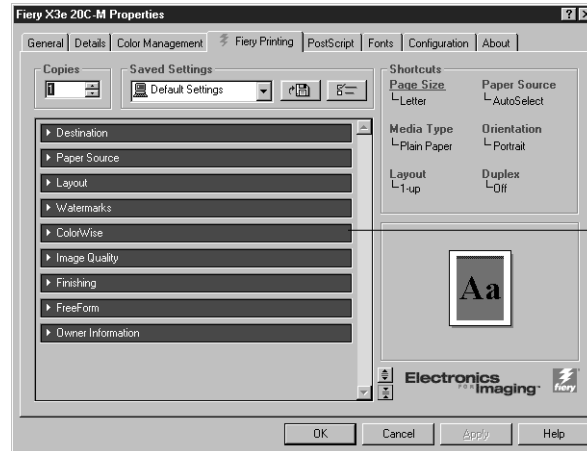 Fiery X3e 20C-M Properties
General Details Color Management Fiery Printing PostScript Fonts Configuration About
Copies
1
Saved Settings
Default Settings
Destination
Paper Source
Layout
Watermarks
ColorWise
Image Quality
Finishing
FreeForm
Owner Information
Shortcuts
Page Size
Letter
Paper Source
AutoSelect
Media Type
Plain Paper
Orientation
Portrait
Layout
1-up
Duplex
Off
Aa
Electronics
FOR Imaging
fiery
OK Cancel Apply Help